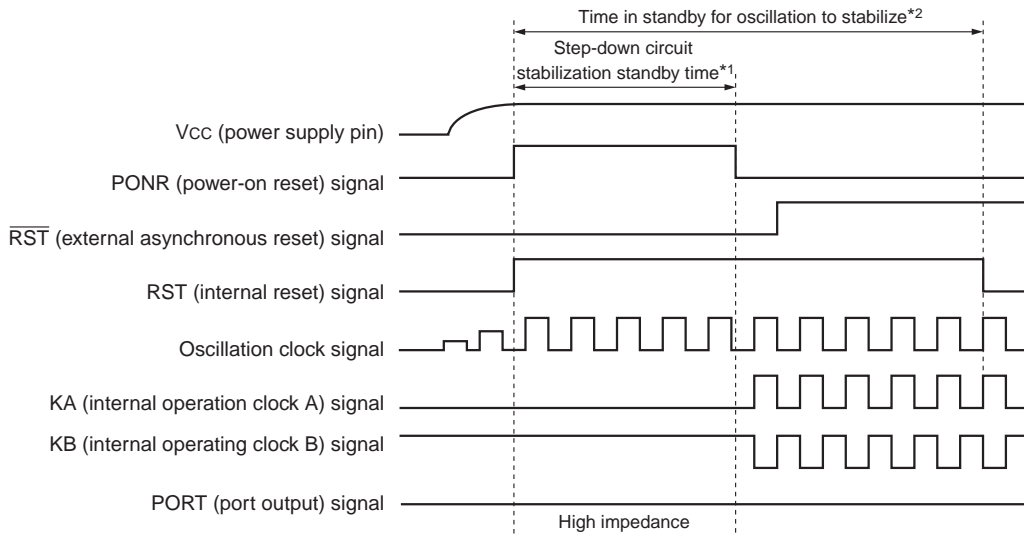 Time in standby for oscillation to stabilize*2
Step-down circuit
stabilization standby time*1
VCC (power supply pin)
PONR (power-on reset) signal
R̅S̅T̅ (external asynchronous reset) signal
RST (internal reset) signal
Oscillation clock signal
KA (internal operation clock A) signal
KB (internal operating clock B) signal
PORT (port output) signal
High impedance